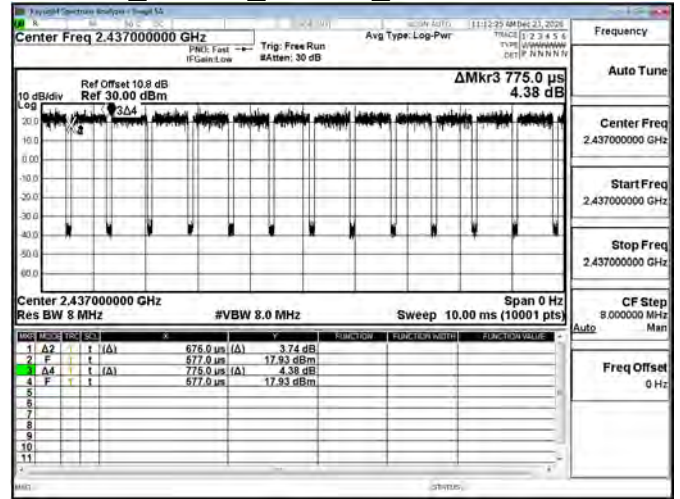 Keysight Spectrum Analyzer - Swept SA
11:12:25 AM Dec 23, 2026
Center Freq 2.437000000 GHz
Avg Type: Log-Pwr
TRACE 1 2 3 4 5 6
PNO: Fast
Trig: Free Run
TYPE
IFGain:Low
#Atten: 30 dB
DET P N N N N N
ΔMkr3 775.0 µs
4.38 dB
Ref Offset 10.8 dB
10 dB/div
Ref 30.00 dBm
Log
20.0
10.0
0.00
-10.0
-20.0
-30.0
-40.0
-50.0
-60.0
3Δ4
Center 2.437000000 GHz
Span 0 Hz
Res BW 8 MHz
#VBW 8.0 MHz
Sweep 10.00 ms (10001 pts)
MKR MODE TRC SCL X Y FUNCTION FUNCTION WIDTH FUNCTION VALUE
1 Δ2 1 t (Δ) 676.0 µs (Δ) 3.74 dB
2 F 1 t 577.0 µs 17.93 dBm
3 Δ4 1 t (Δ) 775.0 µs (Δ) 4.38 dB
4 F 1 t 577.0 µs 17.93 dBm
5
6
7
8
9
10
11
MSG
STATUS
Frequency
Auto Tune
Center Freq
2.437000000 GHz
Start Freq
2.437000000 GHz
Stop Freq
2.437000000 GHz
CF Step
8.000000 MHz
Auto Man
Freq Offset
0 Hz